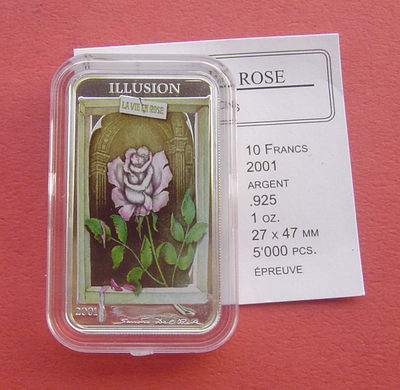 ILLUSION
LA VIE EN ROSE
2001
ROSE
10 FRANCS
2001
ARGENT
.925
1 OZ.
27 X 47 MM
5'000 PCS.
ÉPREUVE